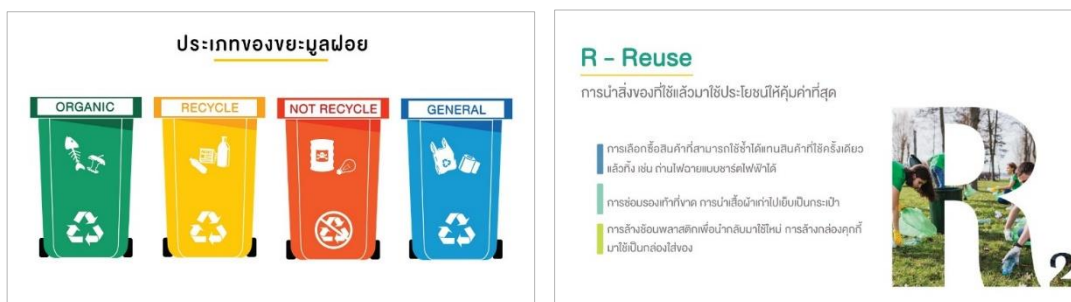 ประเภทของขยะมูลฝอย
ORGANIC
RECYCLE
NOT RECYCLE
GENERAL
R - Reuse
การนำสิ่งของที่ใช้แล้วมาใช้ประโยชน์ให้คุ้มค่าที่สุด
การเลือกซื้อสินค้าที่สามารถใช้ซ้ำได้แทนสินค้าที่ใช้ครั้งเดียว
แล้วทิ้ง เช่น ถ่านไฟฉายแบบชาร์ตไฟฟ้าได้
การซ่อมรองเท้าที่ขาด การนำเสื้อผ้าเก่าไปเย็บเป็นกระเป๋า
การล้างช้อนพลาสติกเพื่อนำกลับมาใช้ใหม่ การล้างกล่องคุกกี้
มาใช้เป็นกล่องใส่ของ
R
2